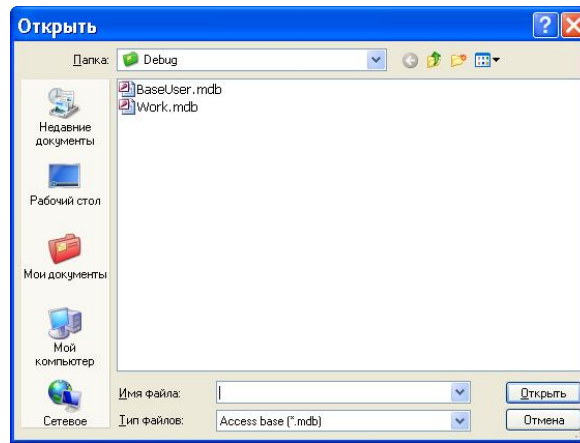 Открыть
Папка: Debug
BaseUser.mdb
Work.mdb
Недавние
документы
Рабочий стол
Мои документы
Мой
компьютер
Сетевое
Имя файла:
Открыть
Тип файлов: Access base (*.mdb)
Отмена